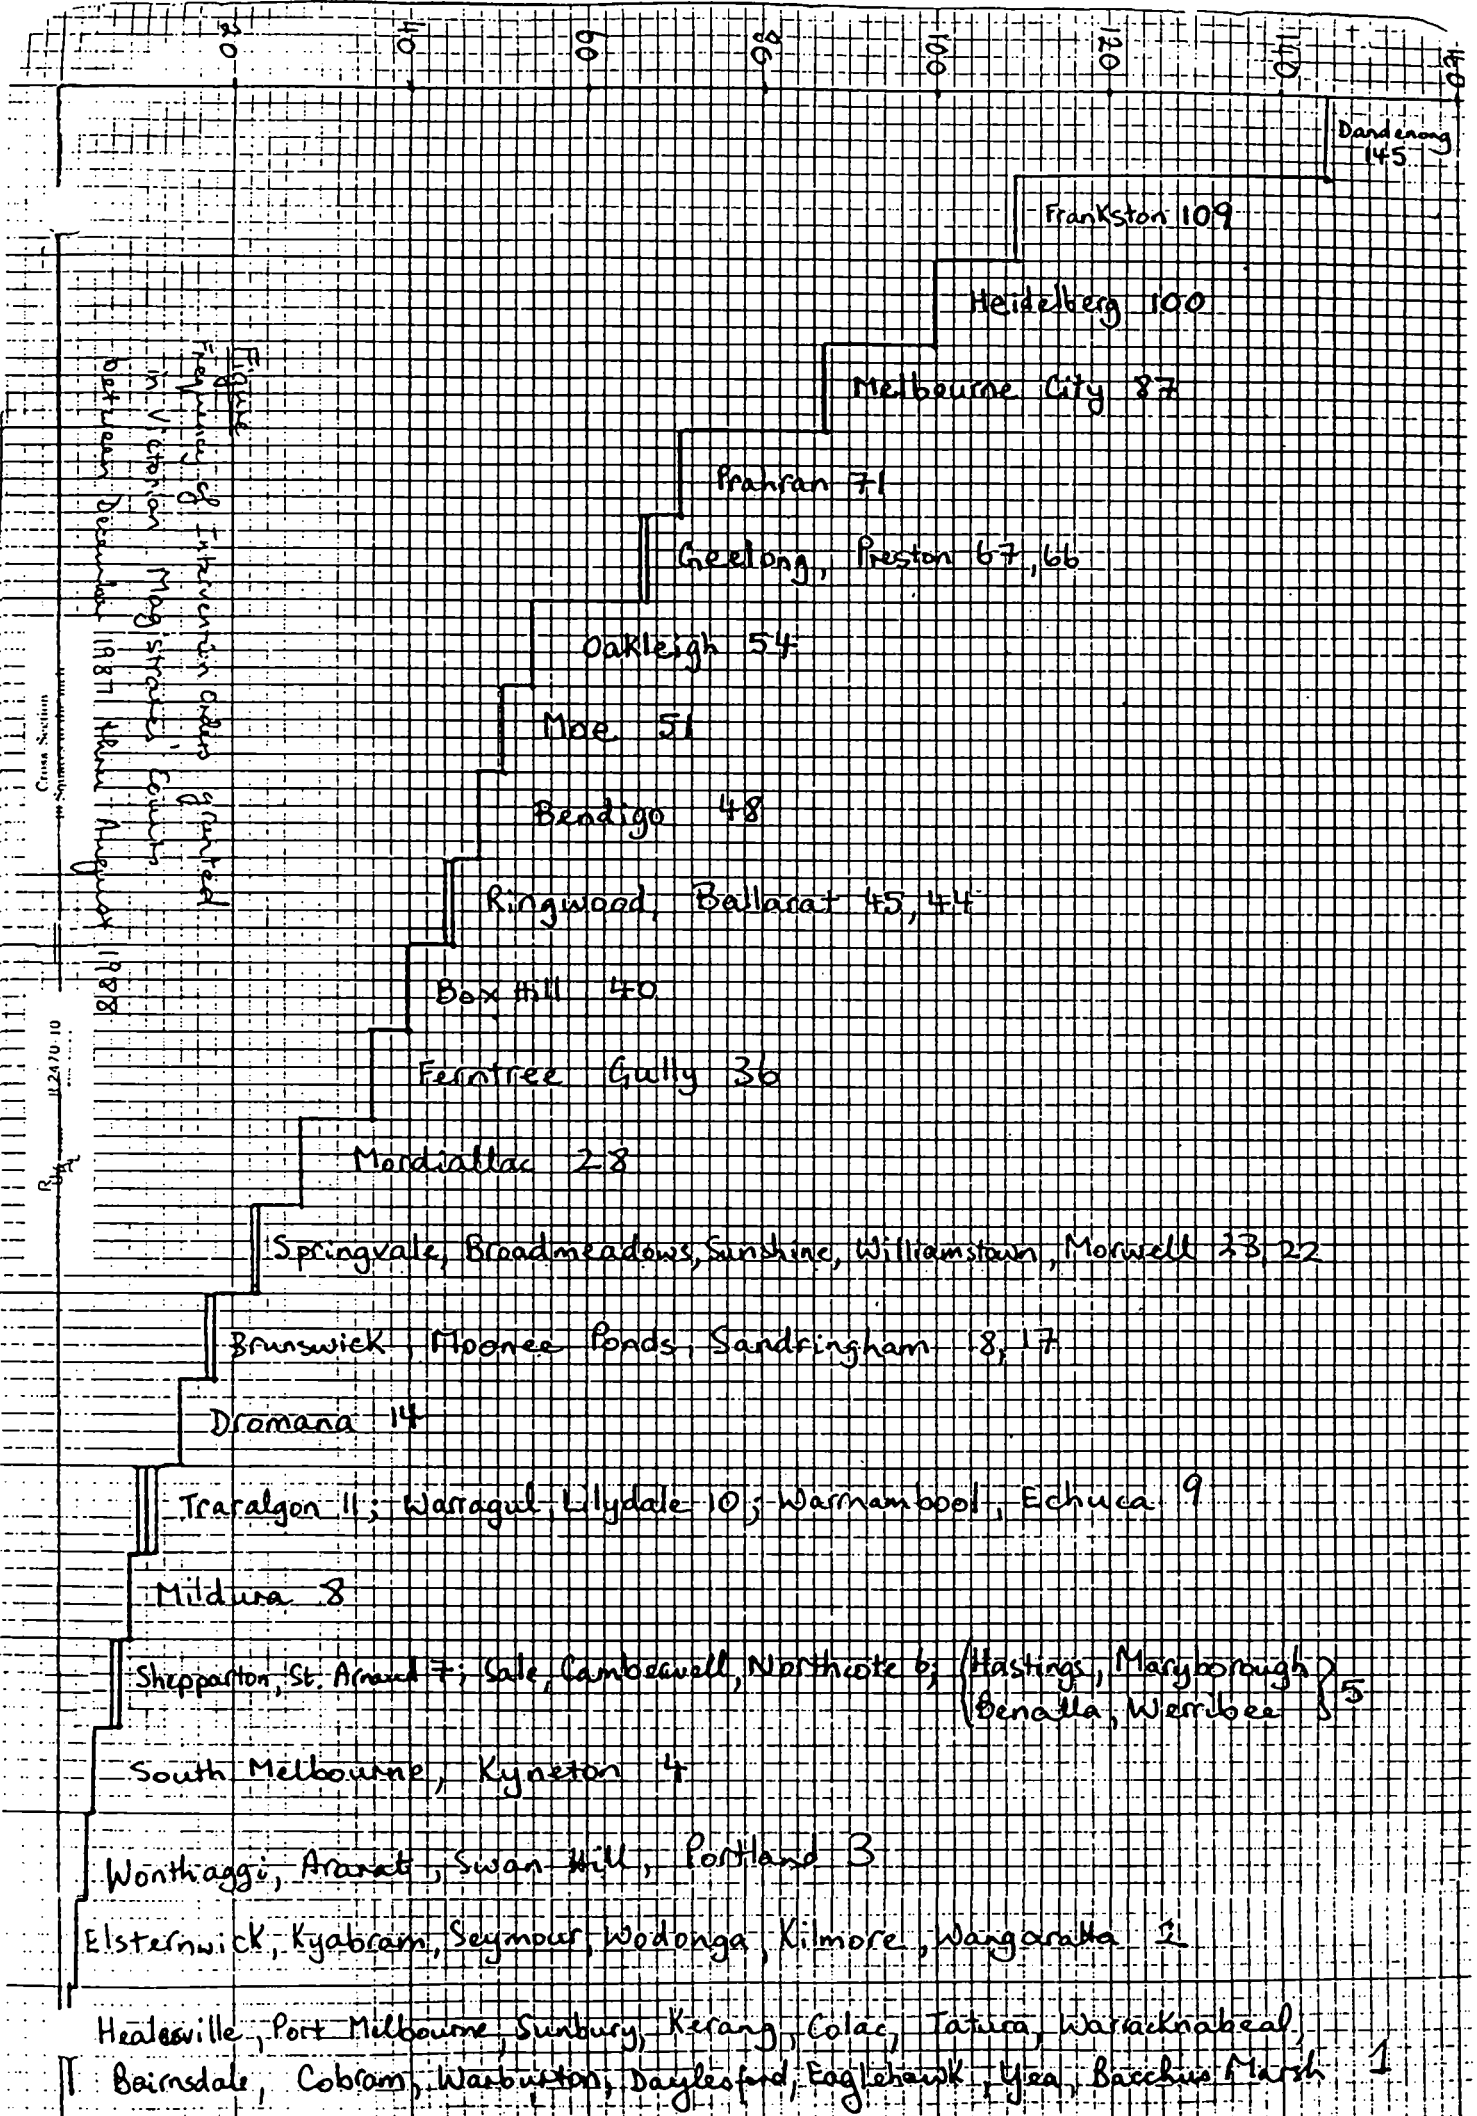 20 40 60 80 100 120 140 160
Dandenong
145
Frankston 109
Heidelberg 100
Melbourne City 87
Prahran 71
Geelong, Preston 67, 66
Oakleigh 54
Moe 51
Bendigo 48
Ringwood, Ballarat 45, 44
Box Hill 40
Ferntree Gully 36
Mordiallac 28
Springvale, Broadmeadows, Sunshine, Williamstown, Morwell 23, 22
Brunswick, Moonee Ponds, Sandringham 18, 17
Dromana 14
Traralgon 11; Warragul, Lilydale 10; Warrnambool, Echuca 9
Mildura 8
Shepparton, St. Arnaud 7; Sale, Camberwell, Northcote 6; (Hastings, Maryborough
Benalla, Werribee } 5
South Melbourne, Kyneton 4
Wonthaggi, Ararat, Swan Hill, Portland 3
Elsternwick, Kyabram, Seymour, Wodonga, Kilmore, Wangaratta 2
Healesville, Port Melbourne, Sunbury, Kerang, Colac, Tatura, Warracknabeal,
Bairnsdale, Cobram, Warburton, Daylesford, Eaglehawk, Yea, Bacchus Marsh 1
Figure
Frequency of Intervention Orders granted
in Victorian Magistrates' Courts
between December 1987 August 1988
Cross Section